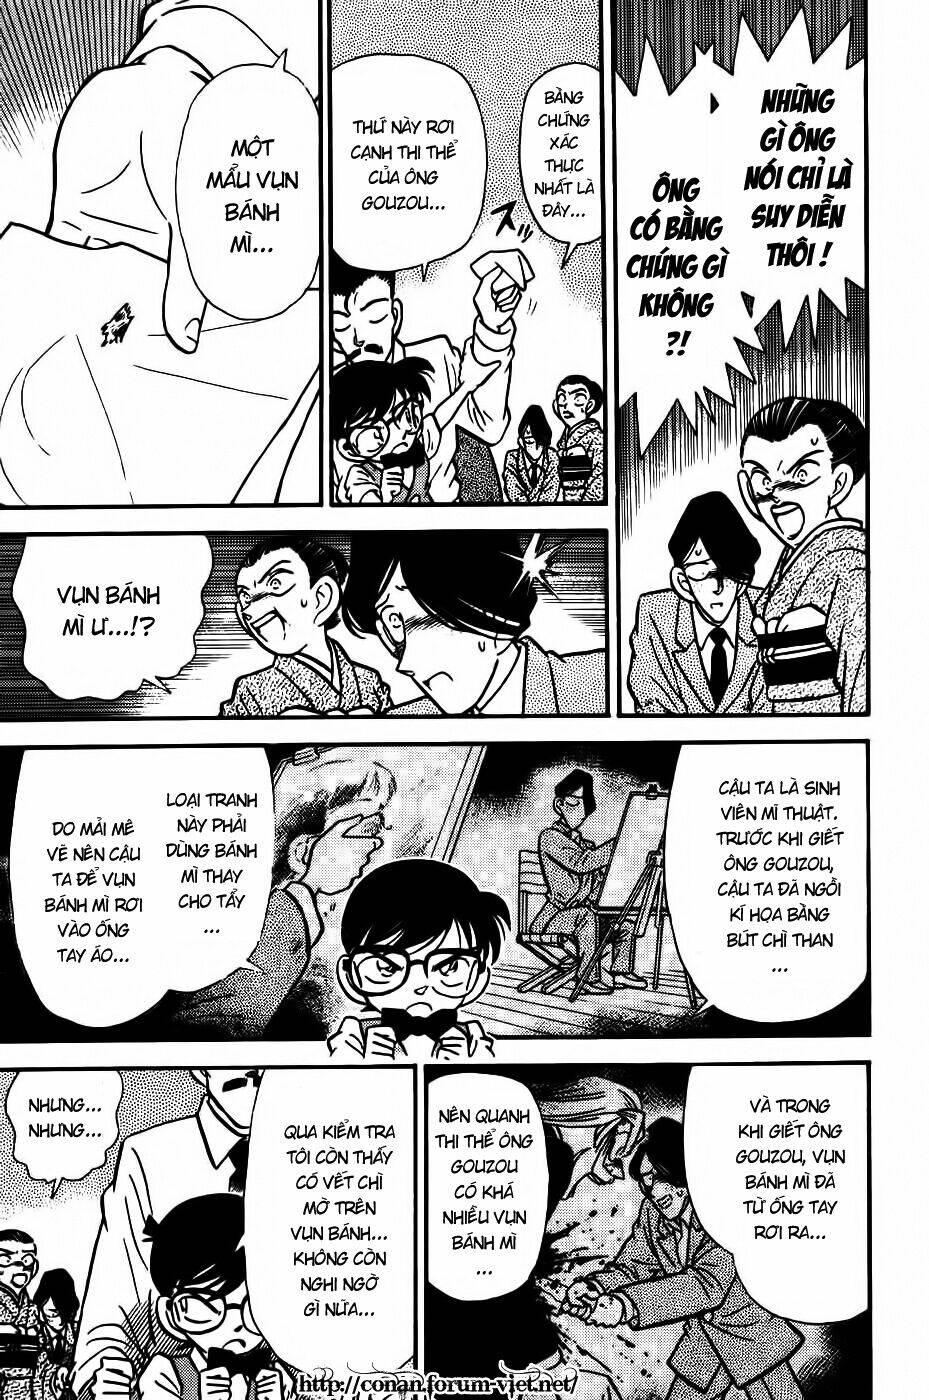 NHỮNG
GÌ ÔNG
NÓI CHỈ LÀ
SUY DIỄN
THÔI !
ÔNG
CÓ BẰNG
CHỨNG GÌ
KHÔNG
?!
BẰNG
CHỨNG
XÁC
THỰC
NHẤT LÀ
ĐÂY...
THỨ NÀY RƠI
CẠNH THI THỂ
CỦA ÔNG
GOUZOU...
ズッ
MỘT
MẨU VỤN
BÁNH
MÌ...
VỤN BÁNH
MÌ Ư...!?
CẬU TA LÀ SINH
VIÊN MĨ THUẬT.
TRƯỚC KHI GIẾT
ÔNG GOUZOU,
CẬU TA ĐÃ NGỒI
KÍ HỌA BẰNG
BÚT CHÌ THAN
...
LOẠI TRANH
NÀY PHẢI
DÙNG BÁNH
MÌ THAY
CHO TẨY
...
DO MẢI MÊ
VẼ NÊN CẬU
TA ĐỂ VỤN
BÁNH MÌ RƠI
VÀO ỐNG
TAY ÁO...
VÀ TRONG
KHI GIẾT ÔNG
GOUZOU, VỤN
BÁNH MÌ ĐÃ
TỪ ỐNG TAY
RƠI RA...
NÊN QUANH
THI THỂ ÔNG
GOUZOU
CÓ KHÁ
NHIỀU VỤN
BÁNH MÌ
...
QUA KIỂM TRA
TÔI CÒN THẤY
CÓ VẾT CHÌ
MỜ TRÊN
VỤN BÁNH...
KHÔNG CÒN
NGHI NGỜ
GÌ NỮA...
NHƯNG...
NHƯNG...
http://conan.forum-viet.net/